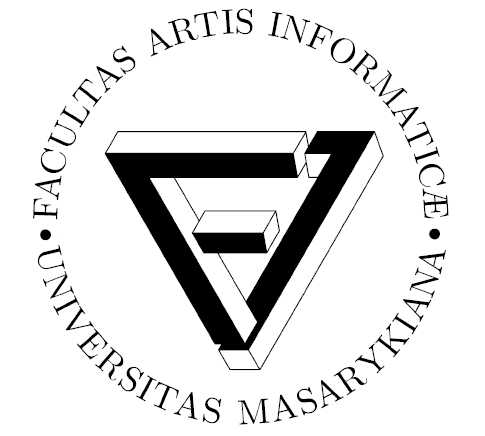 FACULTAS ARTIS INFORMATICÆ
UNIVERSITAS MASARYKIANA